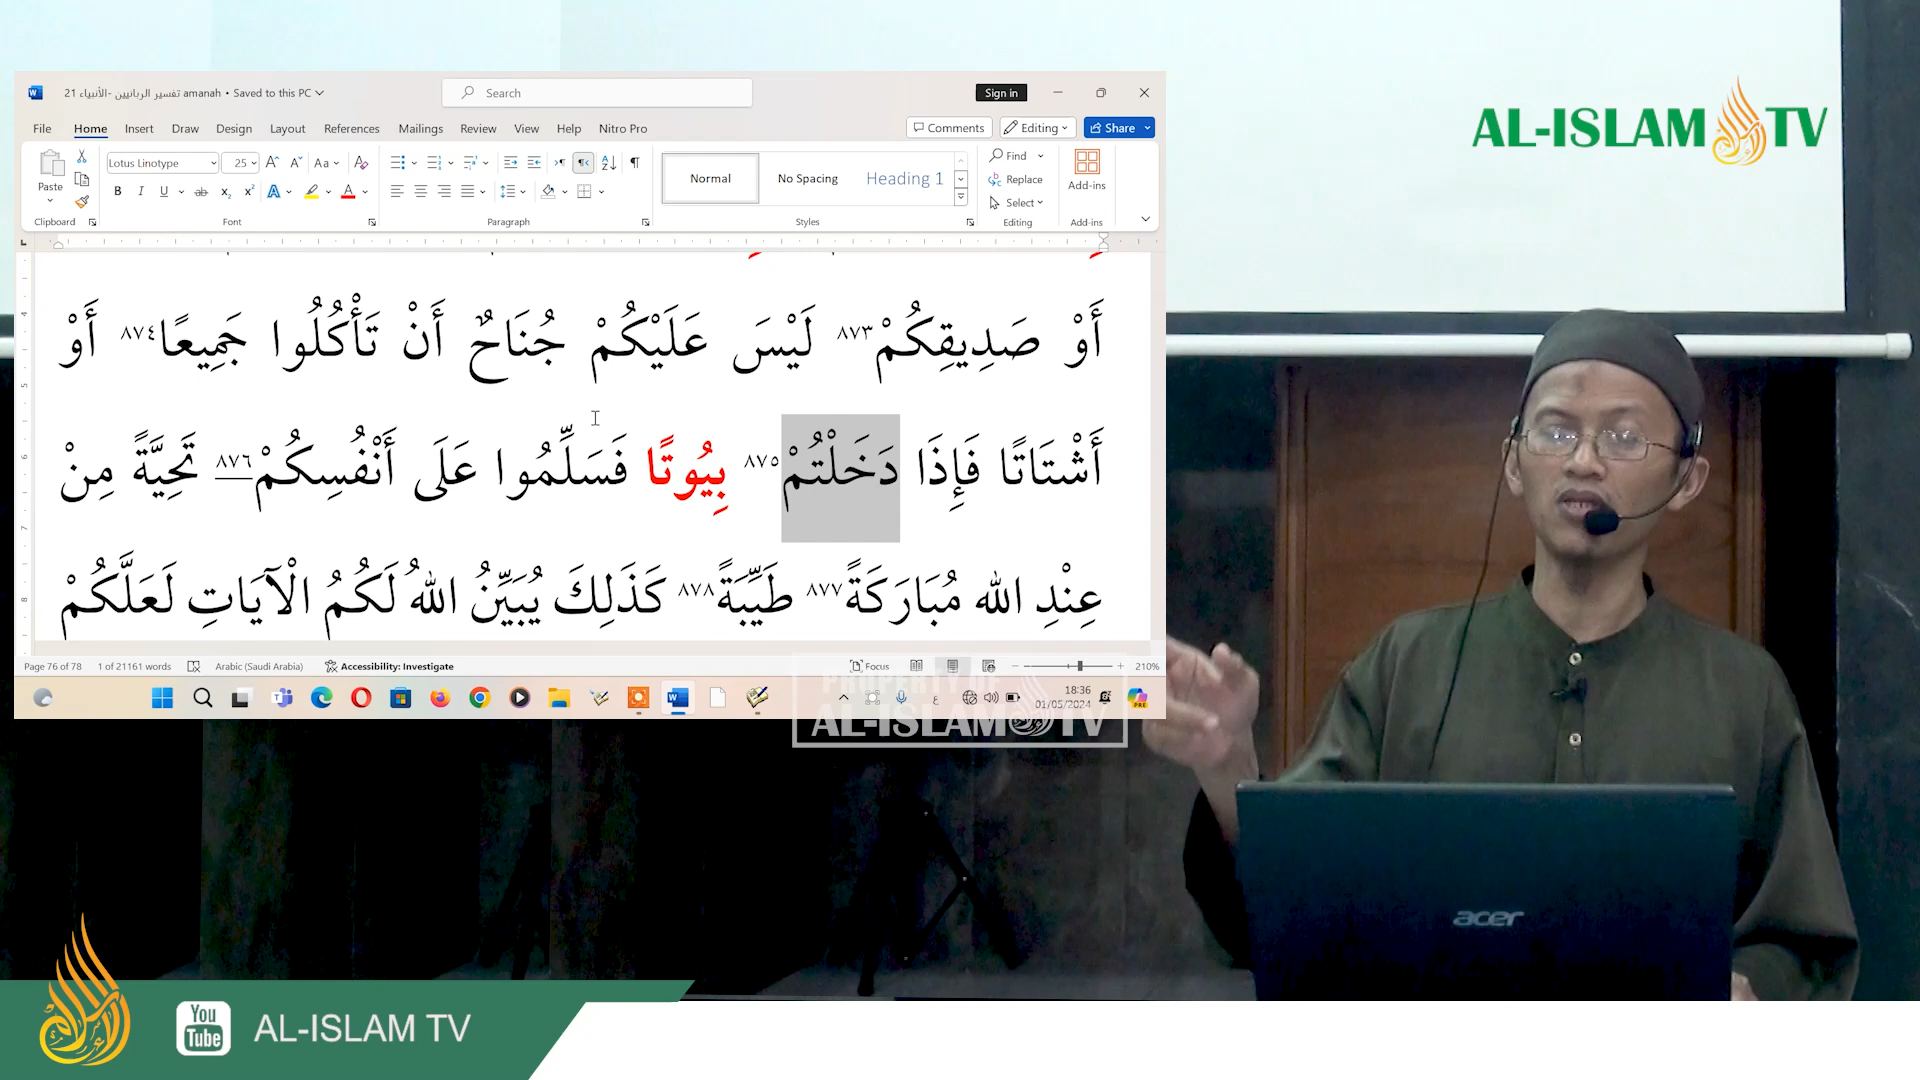 AL-ISLAM TV
تفسير الربانيين -الأنبياء 21 amanah • Saved to this PC
Search
Sign in
File Home Insert Draw Design Layout References Mailings Review View Help Nitro Pro
Comments Editing Share
Lotus Linotype 25
Paste
Normal
No Spacing
Heading 1
Find
Replace
Select
Add-ins
Clipboard Font Paragraph Styles Editing Add-ins
أَوْ صَدِيقِكُمْ٨٧٣ لَيْسَ عَلَيْكُمْ جُنَاحٌ أَنْ تَأْكُلُوا جَمِيعًا٨٧٤ أَوْ
أَشْتَاتًا فَإِذَا دَخَلْتُمْ٨٧٥ بِيُوتًا فَسَلِّمُوا عَلَى أَنْفُسِكُمْ٨٧٦ تَحِيَّةً مِنْ
عِنْدِ اللهِ مُبَارَكَةً٨٧٧ طَيِّبَةً٨٧٨ كَذَلِكَ يُبَيِّنُ اللهُ لَكُمُ الْآيَاتِ لَعَلَّكُمْ
Page 76 of 78 1 of 21161 words Arabic (Saudi Arabia) Accessibility: Investigate Focus 210%
18:36
01/05/2024
PROPERTY OF
AL-ISLAM TV
acer
You
Tube
AL-ISLAM TV